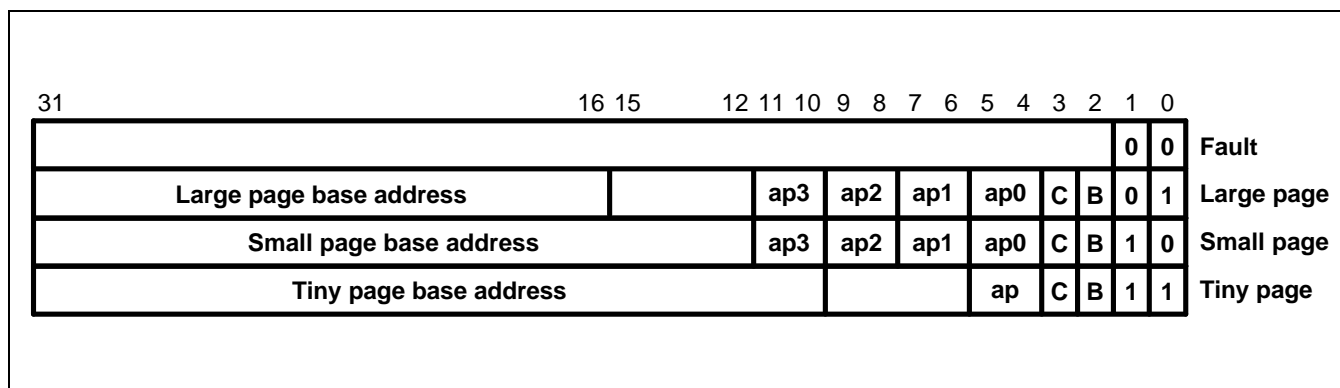 31 16 15 12 11 10 9 8 7 6 5 4 3 2 1 0
0 0 Fault
Large page base address ap3 ap2 ap1 ap0 C B 0 1 Large page
Small page base address ap3 ap2 ap1 ap0 C B 1 0 Small page
Tiny page base address ap C B 1 1 Tiny page